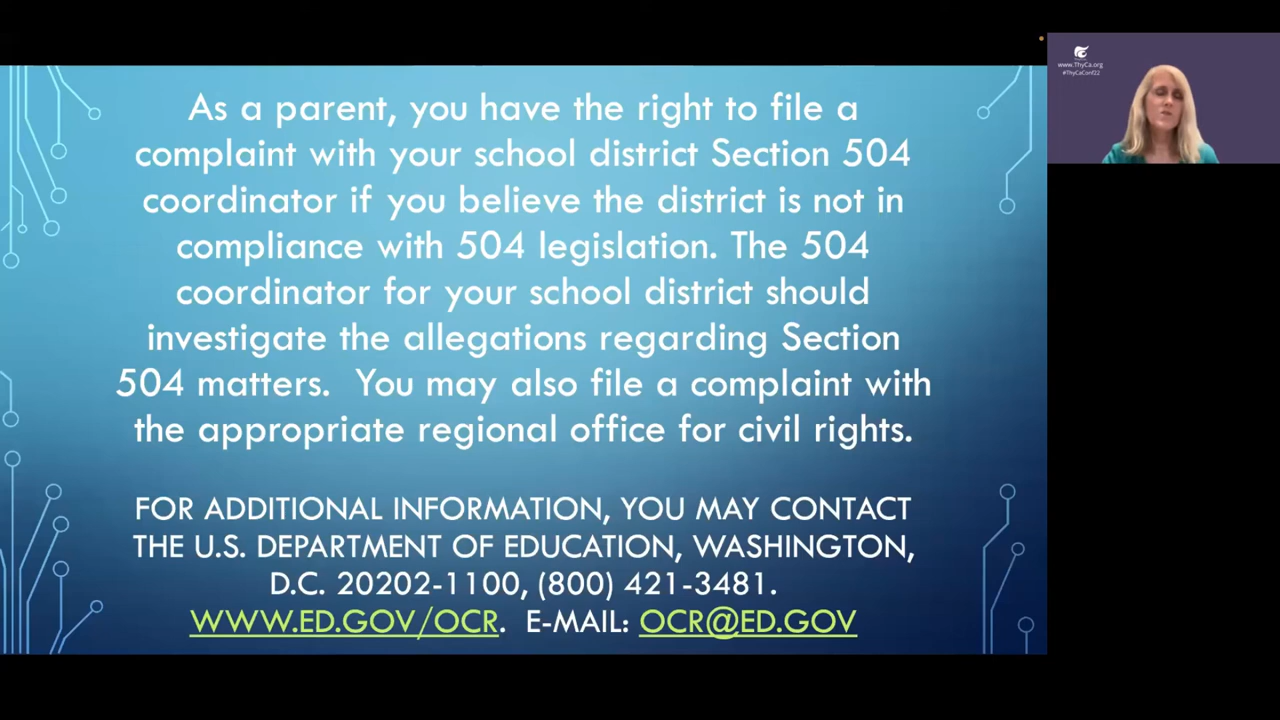 As a parent, you have the right to file a
complaint with your school district Section 504
coordinator if you believe the district is not in
compliance with 504 legislation. The 504
coordinator for your school district should
investigate the allegations regarding Section
504 matters.  You may also file a complaint with
the appropriate regional office for civil rights.
FOR ADDITIONAL INFORMATION, YOU MAY CONTACT
THE U.S. DEPARTMENT OF EDUCATION, WASHINGTON,
D.C. 20202-1100, (800) 421-3481.
WWW.ED.GOV/OCR.  E-MAIL: OCR@ED.GOV
www.ThyCa.org
#ThyCaConf22